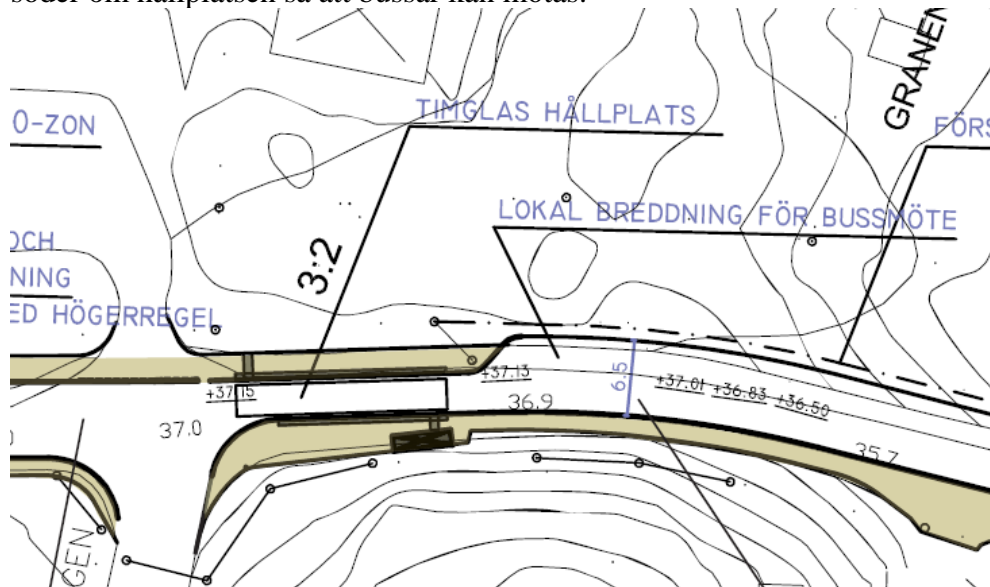 söder om hållplatsen så att bussar kan mötas.
GRANEN
TIMGLAS HÅLLPLATS
O-ZON
FÖRS
LOKAL BREDDNING FÖR BUSSMÖTE
OCH
NING
3:2
ED HÖGERREGEL
+37.13
6.5
+37.01 +36.83 +36.50
+37.15
36.9
37.0
35.7
GEN